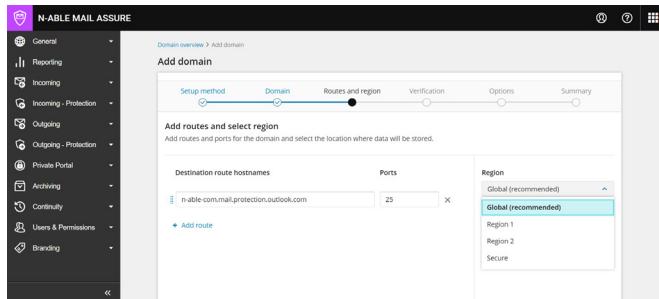 N-ABLE MAIL ASSURE
General
Reporting
Incoming
Incoming - Protection
Outgoing
Outgoing - Protection
Private Portal
Archiving
Continuity
Users & Permissions
Branding
«
Domain overview > Add domain
Add domain
Setup method Domain Routes and region Verification Options Summary
Add routes and select region
Add routes and ports for the domain and select the location where data will be stored.
Destination route hostnames Ports Region
n-able-com.mail.protection.outlook.com 25 Global (recommended)
+ Add route
Global (recommended)
Region 1
Region 2
Secure